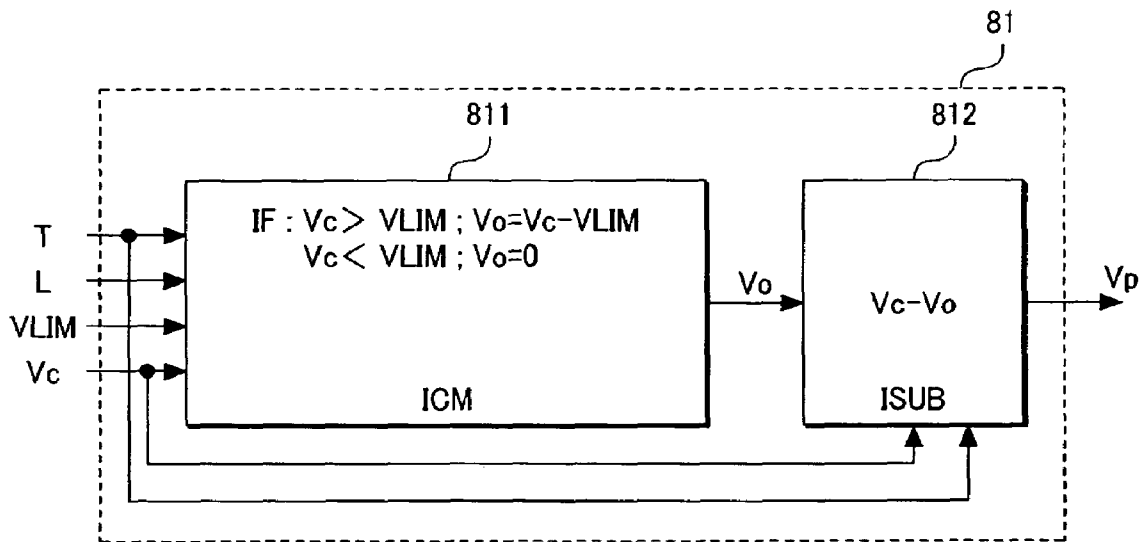 81
811
812
IF : Vc > VLIM ; Vo=Vc-VLIM
Vc < VLIM ; Vo=0
T
L
VLIM
Vc
Vo
Vc-Vo
Vp
ICM
ISUB